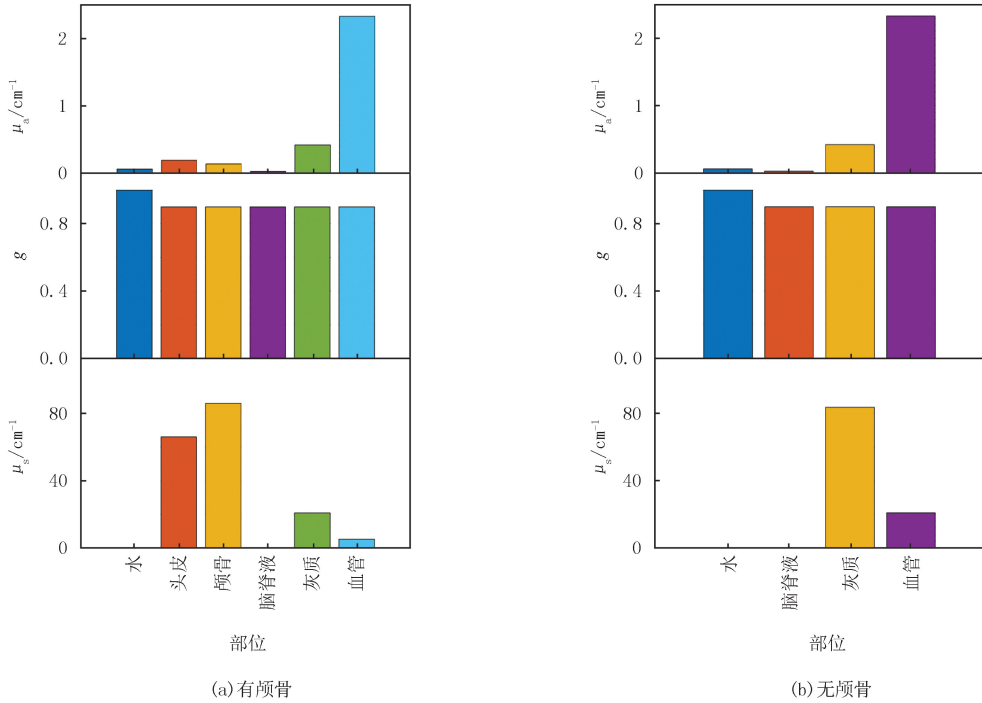 2
1
0
μa/cm⁻¹
0.8
0.4
0.0
g
80
40
0
μs/cm⁻¹
水
头皮
颅骨
脑脊液
灰质
血管
部位
(a)有颅骨
2
1
0
μa/cm⁻¹
0.8
0.4
0.0
g
80
40
0
μs/cm⁻¹
水
脑脊液
灰质
血管
部位
(b)无颅骨